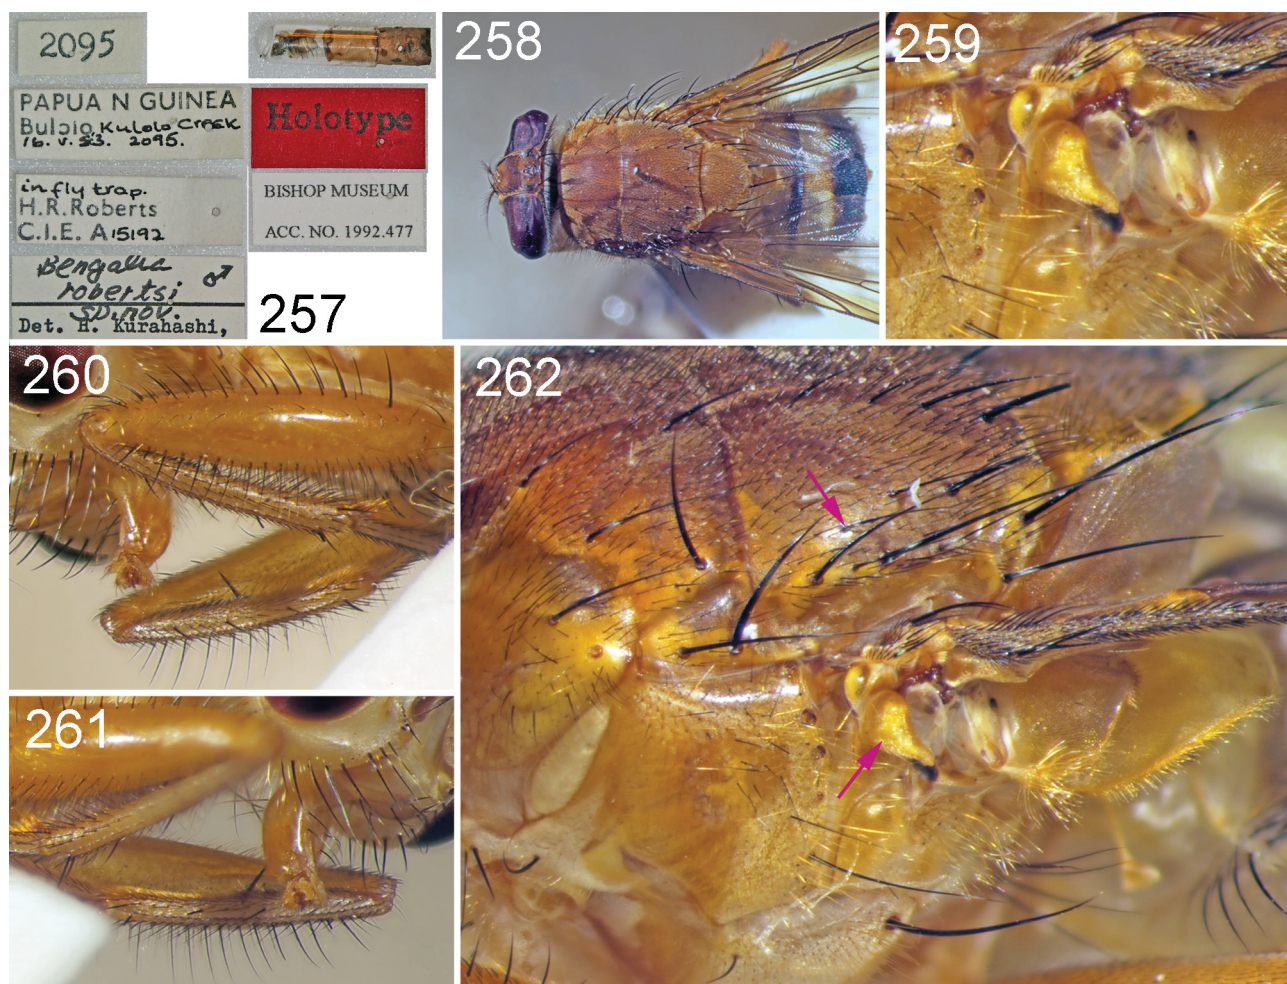 2095
PAPUA N GUINEA
Bulolo, Kulolo Creek
16. v. 53. 2095.
in fly trap.
H.R.Roberts
C.I.E. A15192
Bengalia ♂
robertsi
sp. nov.
Det. H. Kurahashi,
Holotype
BISHOP MUSEUM
ACC. NO. 1992.477
257
258
259
260
261
262